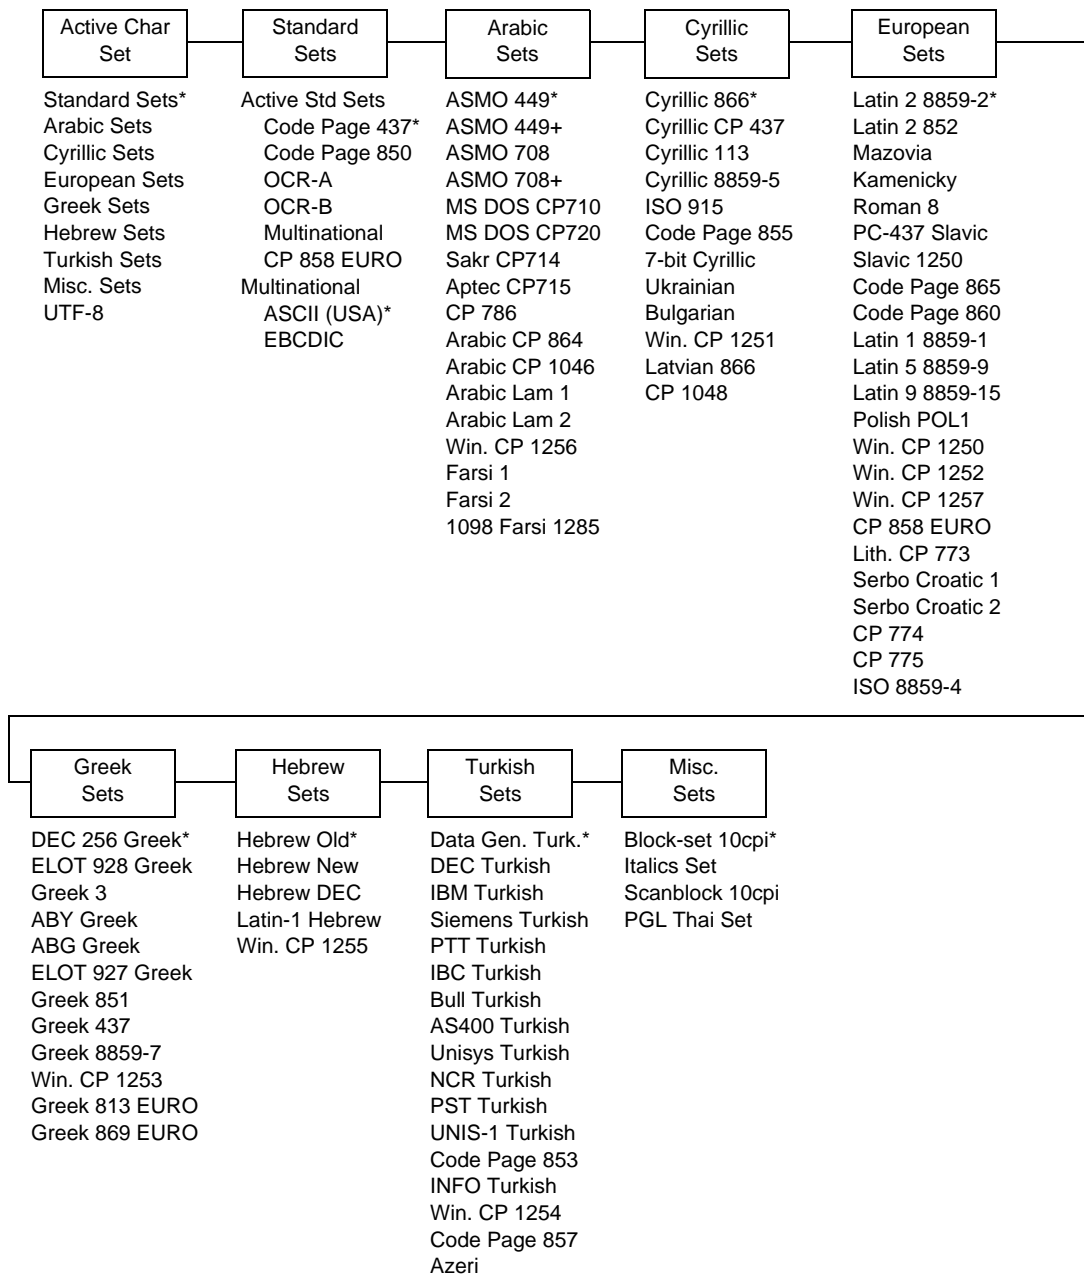 Active Char
Set
Standard Sets*
Arabic Sets
Cyrillic Sets
European Sets
Greek Sets
Hebrew Sets
Turkish Sets
Misc. Sets
UTF-8
Standard
Sets
Active Std Sets
Code Page 437*
Code Page 850
OCR-A
OCR-B
Multinational
CP 858 EURO
Multinational
ASCII (USA)*
EBCDIC
Arabic
Sets
ASMO 449*
ASMO 449+
ASMO 708
ASMO 708+
MS DOS CP710
MS DOS CP720
Sakr CP714
Aptec CP715
CP 786
Arabic CP 864
Arabic CP 1046
Arabic Lam 1
Arabic Lam 2
Win. CP 1256
Farsi 1
Farsi 2
1098 Farsi 1285
Cyrillic
Sets
Cyrillic 866*
Cyrillic CP 437
Cyrillic 113
Cyrillic 8859-5
ISO 915
Code Page 855
7-bit Cyrillic
Ukrainian
Bulgarian
Win. CP 1251
Latvian 866
CP 1048
European
Sets
Latin 2 8859-2*
Latin 2 852
Mazovia
Kamenicky
Roman 8
PC-437 Slavic
Slavic 1250
Code Page 865
Code Page 860
Latin 1 8859-1
Latin 5 8859-9
Latin 9 8859-15
Polish POL1
Win. CP 1250
Win. CP 1252
Win. CP 1257
CP 858 EURO
Lith. CP 773
Serbo Croatic 1
Serbo Croatic 2
CP 774
CP 775
ISO 8859-4
Greek
Sets
DEC 256 Greek*
ELOT 928 Greek
Greek 3
ABY Greek
ABG Greek
ELOT 927 Greek
Greek 851
Greek 437
Greek 8859-7
Win. CP 1253
Greek 813 EURO
Greek 869 EURO
Hebrew
Sets
Hebrew Old*
Hebrew New
Hebrew DEC
Latin-1 Hebrew
Win. CP 1255
Turkish
Sets
Data Gen. Turk.*
DEC Turkish
IBM Turkish
Siemens Turkish
PTT Turkish
IBC Turkish
Bull Turkish
AS400 Turkish
Unisys Turkish
NCR Turkish
PST Turkish
UNIS-1 Turkish
Code Page 853
INFO Turkish
Win. CP 1254
Code Page 857
Azeri
Misc.
Sets
Block-set 10cpi*
Italics Set
Scanblock 10cpi
PGL Thai Set